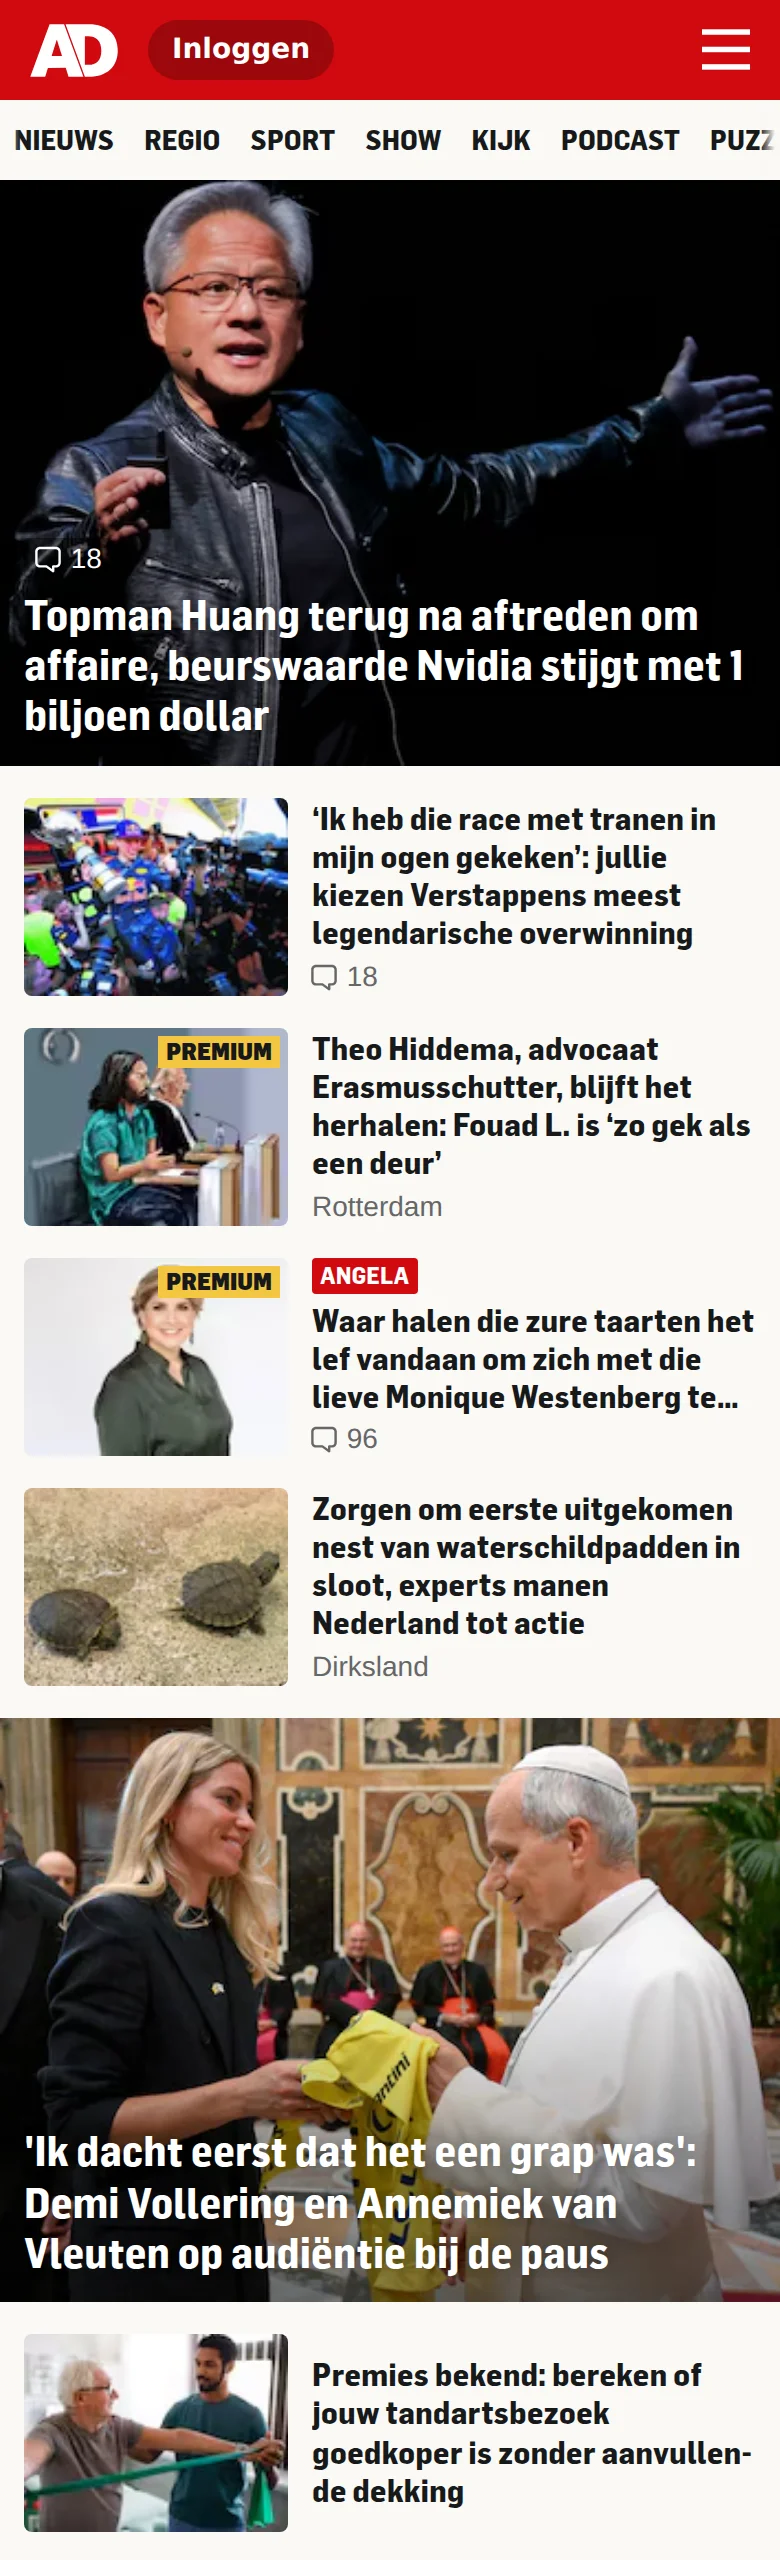 AD
Inloggen
NIEUWS REGIO SPORT SHOW KIJK PODCAST PUZZ
18
Topman Huang terug na aftreden om
affaire, beurswaarde Nvidia stijgt met 1
biljoen dollar
‘Ik heb die race met tranen in
mijn ogen gekeken’: jullie
kiezen Verstappens meest
legendarische overwinning
18
PREMIUM
Theo Hiddema, advocaat
Erasmusschutter, blijft het
herhalen: Fouad L. is ‘zo gek als
een deur’
Rotterdam
PREMIUM
ANGELA
Waar halen die zure taarten het
lef vandaan om zich met die
lieve Monique Westenberg te...
96
Zorgen om eerste uitgekomen
nest van waterschildpadden in
sloot, experts manen
Nederland tot actie
Dirksland
'Ik dacht eerst dat het een grap was':
Demi Vollering en Annemiek van
Vleuten op audiëntie bij de paus
Premies bekend: bereken of
jouw tandartsbezoek
goedkoper is zonder aanvullen-
de dekking